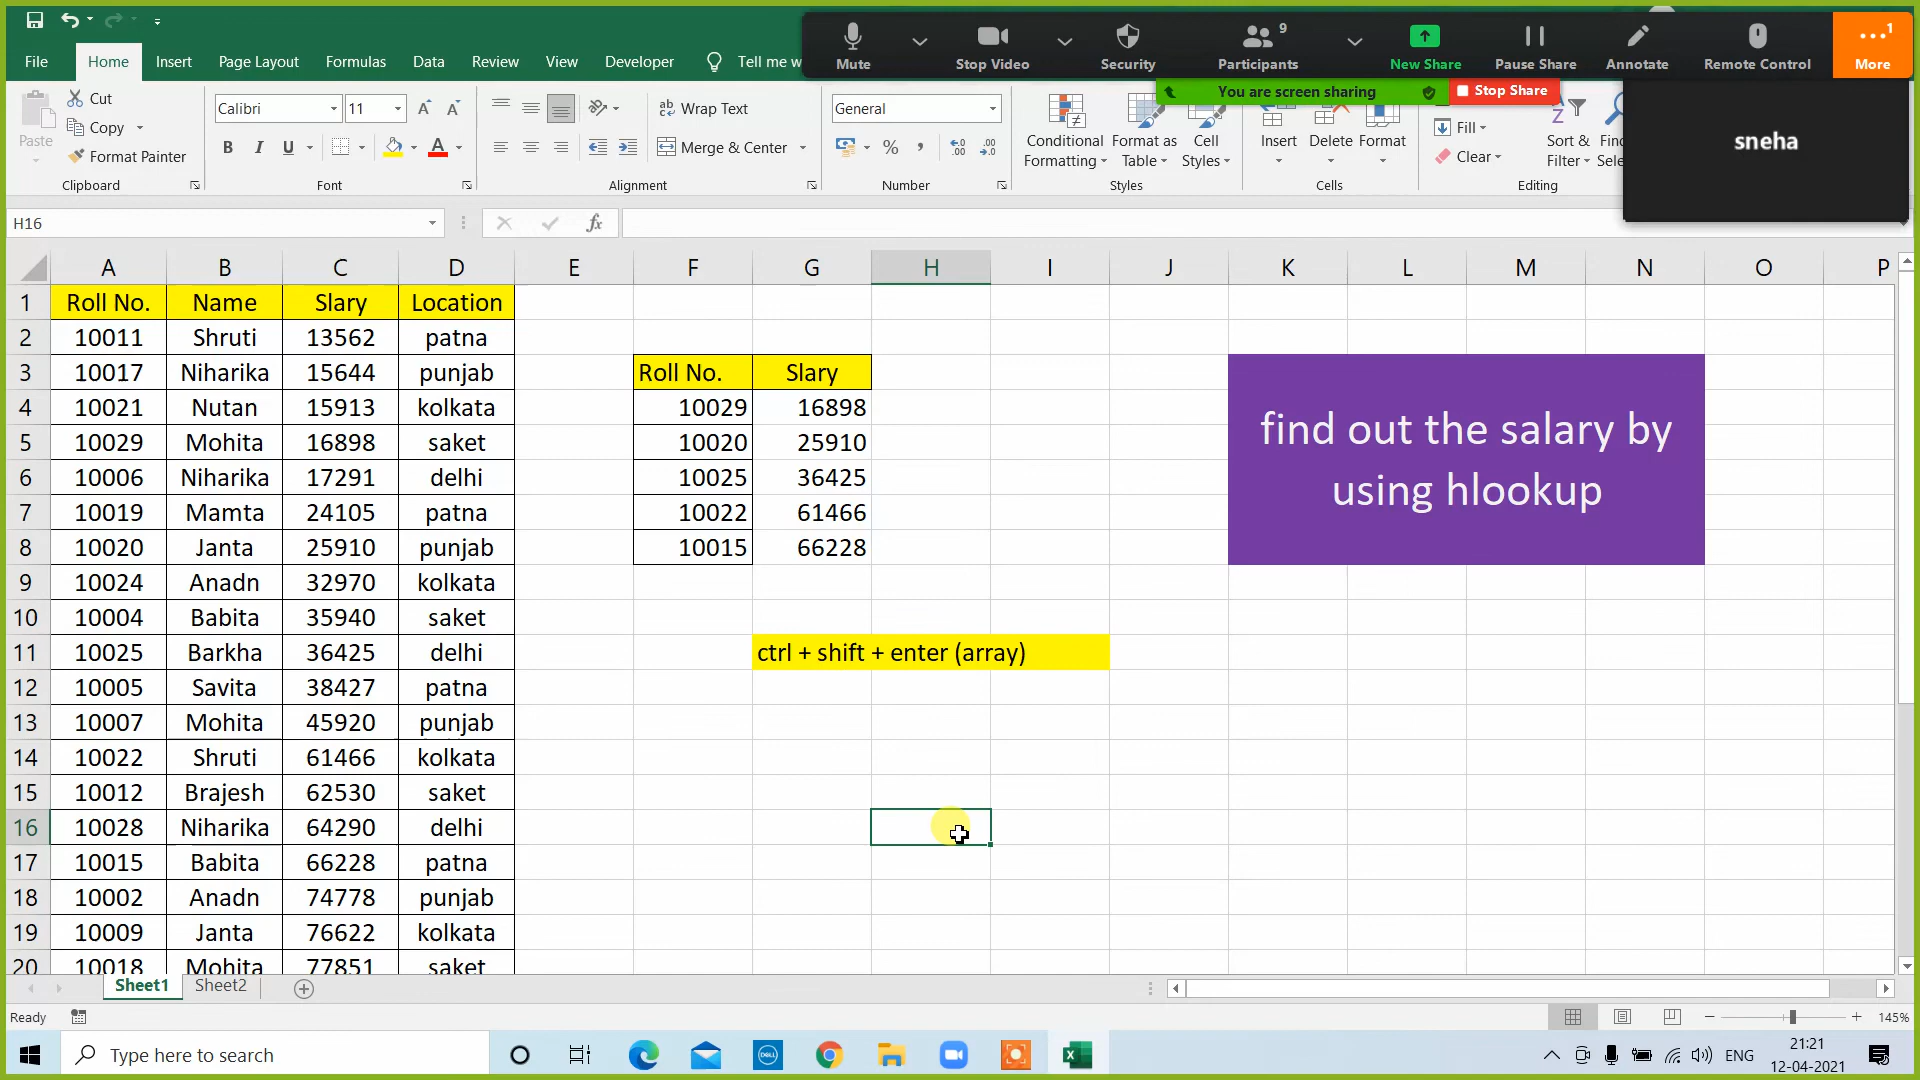 File Home Insert Page Layout Formulas Data Review View Developer Tell me w
Mute Stop Video Security Participants 9 New Share Pause Share Annotate Remote Control More 1
You are screen sharing Stop Share
sneha
Paste Cut
Copy
Format Painter
Clipboard
Calibri 11
B I U
Font
Wrap Text
Merge & Center
Alignment
General
Number
Conditional Formatting
Format as Table
Cell Styles
Styles
Insert Delete Format
Cells
Fill
Clear
Sort & Filter
Editing
H16 fx
A B C D E F G H I J K L M N O P
1 Roll No. Name Slary Location
2 10011 Shruti 13562 patna
3 10017 Niharika 15644 punjab Roll No. Slary
4 10021 Nutan 15913 kolkata 10029 16898
5 10029 Mohita 16898 saket 10020 25910
6 10006 Niharika 17291 delhi 10025 36425
7 10019 Mamta 24105 patna 10022 61466
8 10020 Janta 25910 punjab 10015 66228
find out the salary by
using hlookup
9 10024 Anadn 32970 kolkata
10 10004 Babita 35940 saket
11 10025 Barkha 36425 delhi ctrl + shift + enter (array)
12 10005 Savita 38427 patna
13 10007 Mohita 45920 punjab
14 10022 Shruti 61466 kolkata
15 10012 Brajesh 62530 saket
16 10028 Niharika 64290 delhi
17 10015 Babita 66228 patna
18 10002 Anadn 74778 punjab
19 10009 Janta 76622 kolkata
20 10018 Mohita 77851 saket
Sheet1 Sheet2
Ready 145%
Type here to search
DELL
ENG 21:21
12-04-2021